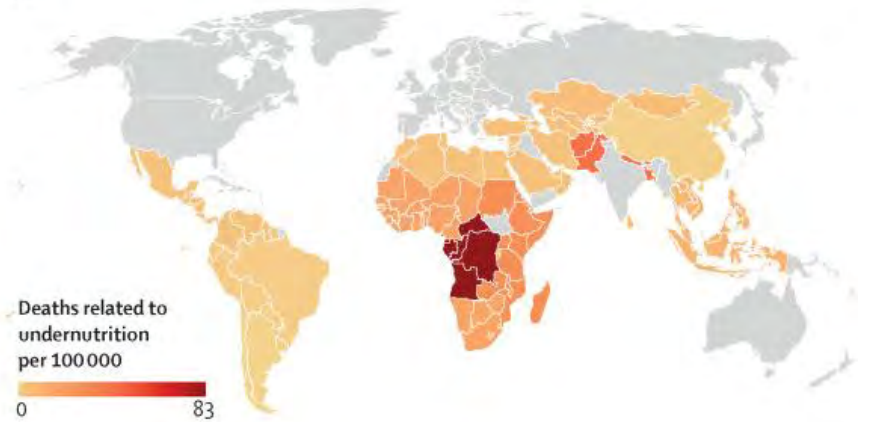 Deaths related to
undernutrition
per 100 000
0 83